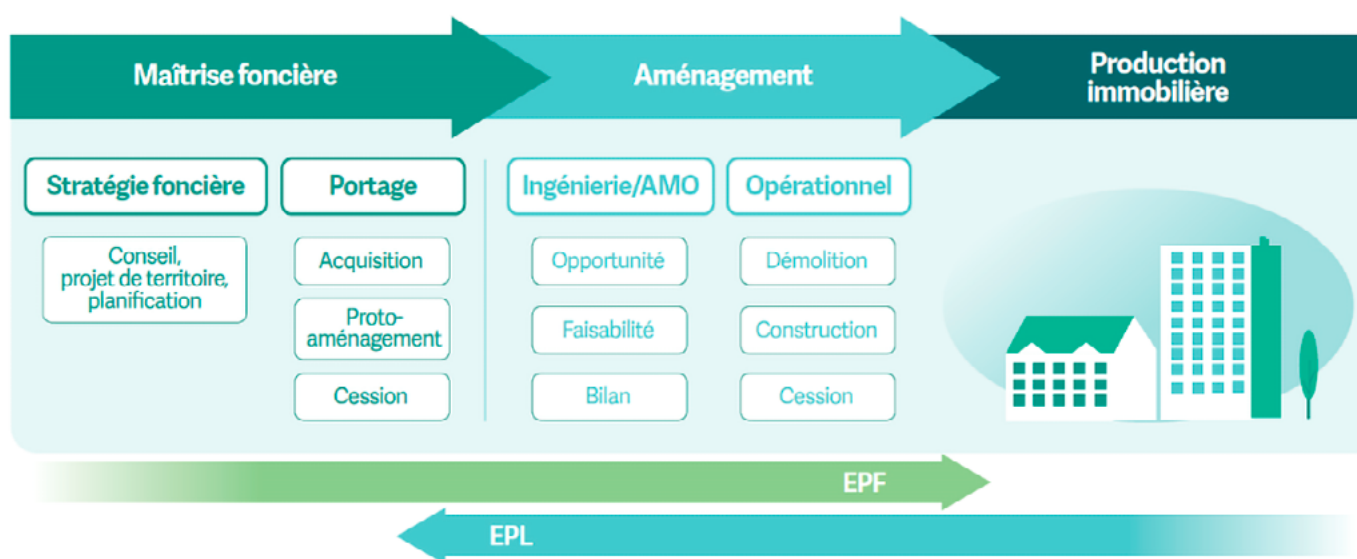 Maîtrise foncière
Aménagement
Production
immobilière
Stratégie foncière
Portage
Ingénierie/AMO
Opérationnel
Conseil,
projet de territoire,
planification
Acquisition
Proto-
aménagement
Cession
Opportunité
Faisabilité
Bilan
Démolition
Construction
Cession
EPF
EPL